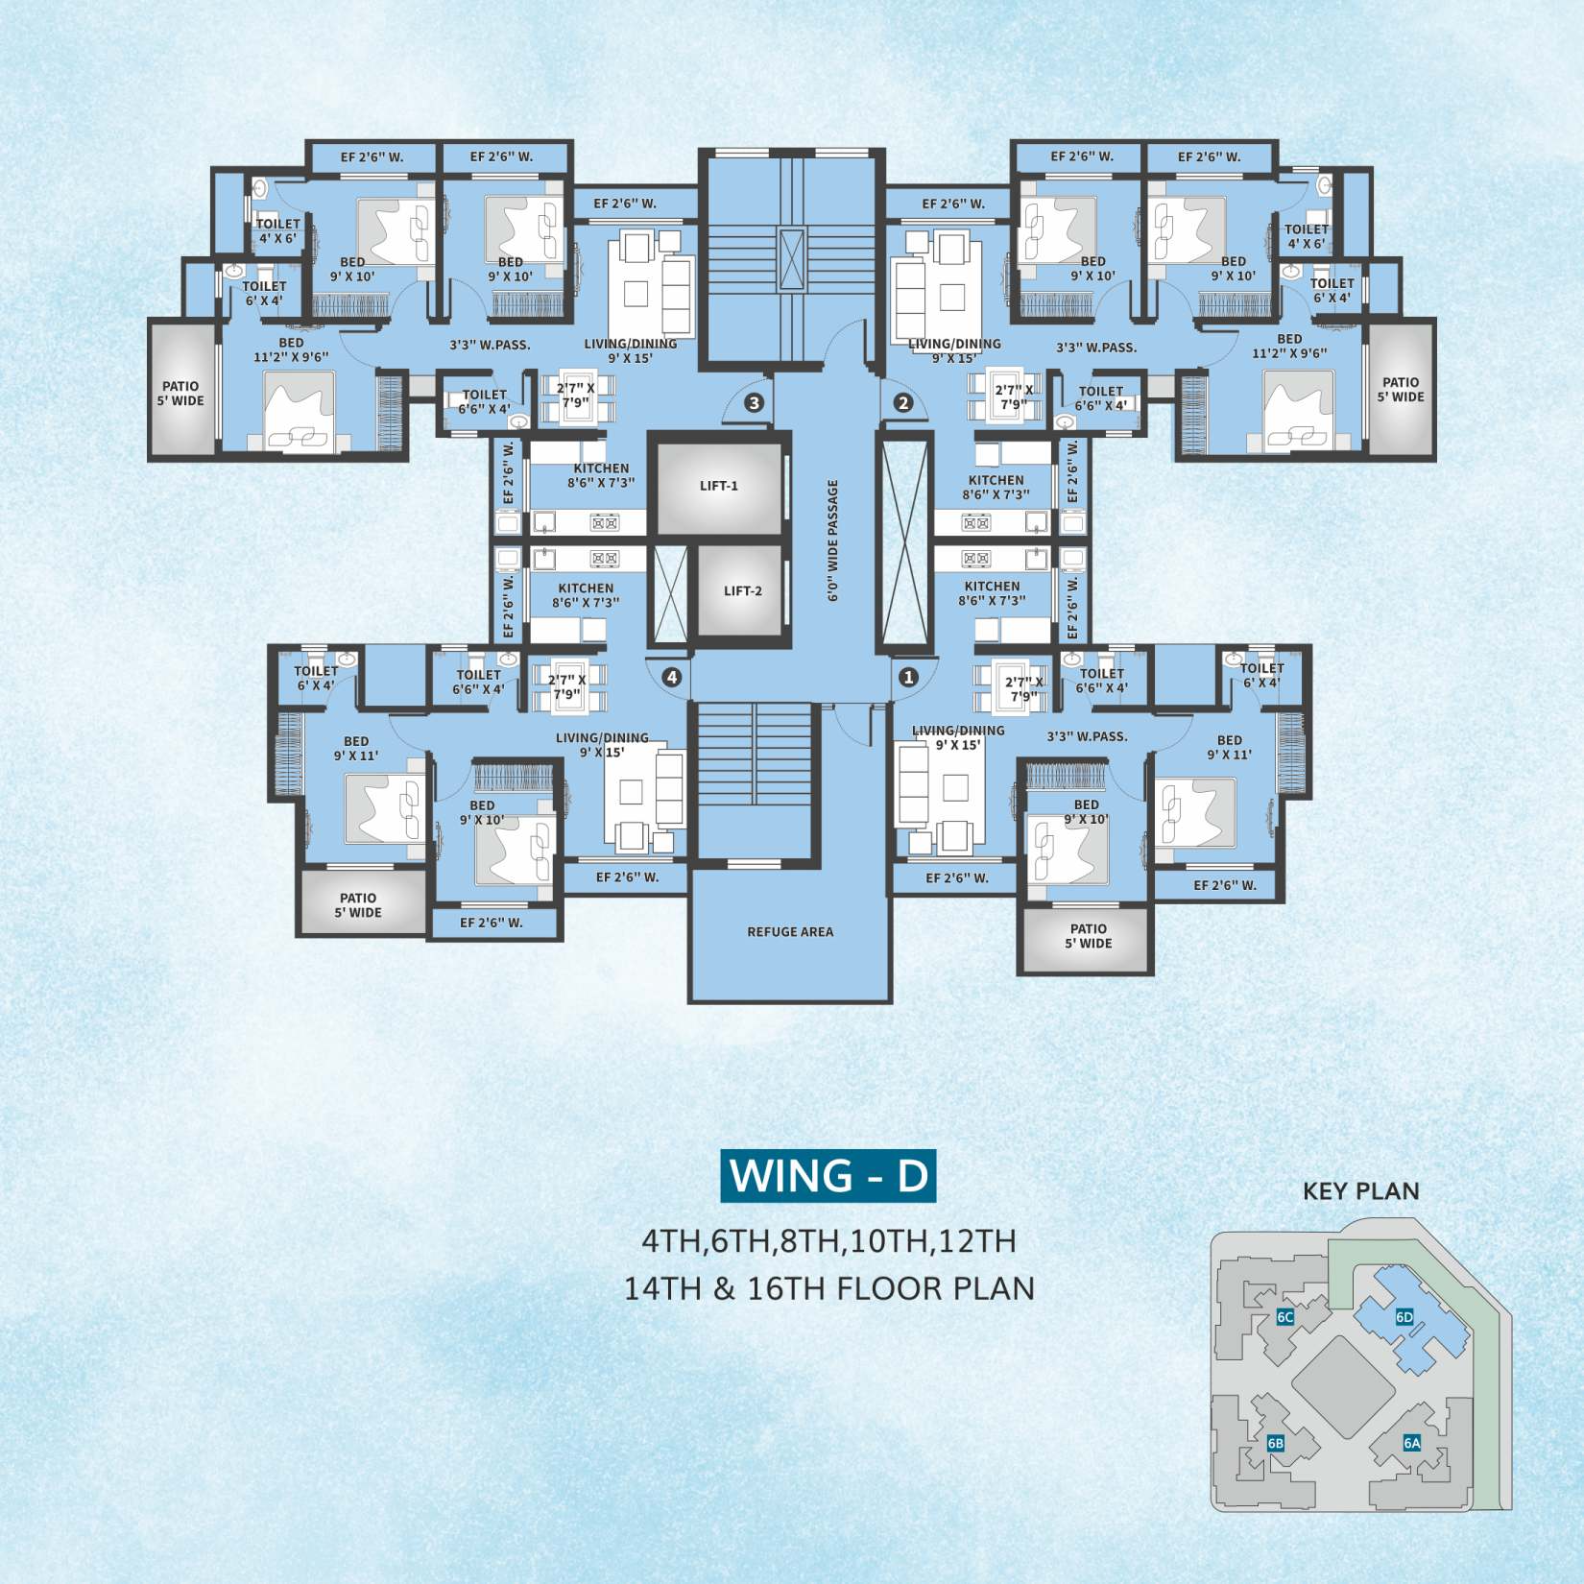 EF 2'6" W.
EF 2'6" W.
EF 2'6" W.
EF 2'6" W.
EF 2'6" W.
EF 2'6" W.
TOILET
4' X 6'
BED
9' X 10'
BED
9' X 10'
TOILET
6' X 4'
BED
11'2" X 9'6"
3'3" W.PASS.
LIVING/DINING
9' X 15'
PATIO
5' WIDE
TOILET
6'6" X 4'
2'7" X
7'9"
3
2
LIVING/DINING
9' X 15'
BED
9' X 10'
BED
9' X 10'
TOILET
4' X 6'
TOILET
6' X 4'
3'3" W.PASS.
BED
11'2" X 9'6"
2'7" X
7'9"
TOILET
6'6" X 4'
PATIO
5' WIDE
EF 2'6" W.
KITCHEN
8'6" X 7'3"
LIFT-1
6'0" WIDE PASSAGE
KITCHEN
8'6" X 7'3"
EF 2'6" W.
EF 2'6" W.
KITCHEN
8'6" X 7'3"
LIFT-2
KITCHEN
8'6" X 7'3"
EF 2'6" W.
TOILET
6' X 4'
TOILET
6'6" X 4'
2'7" X
7'9"
4
1
2'7" X
7'9"
TOILET
6'6" X 4'
TOILET
6' X 4'
BED
9' X 11'
LIVING/DINING
9' X 15'
LIVING/DINING
9' X 15'
3'3" W.PASS.
BED
9' X 11'
BED
9' X 10'
BED
9' X 10'
PATIO
5' WIDE
EF 2'6" W.
EF 2'6" W.
EF 2'6" W.
EF 2'6" W.
REFUGE AREA
PATIO
5' WIDE
WING - D
4TH,6TH,8TH,10TH,12TH
14TH & 16TH FLOOR PLAN
KEY PLAN
6C
6D
6B
6A